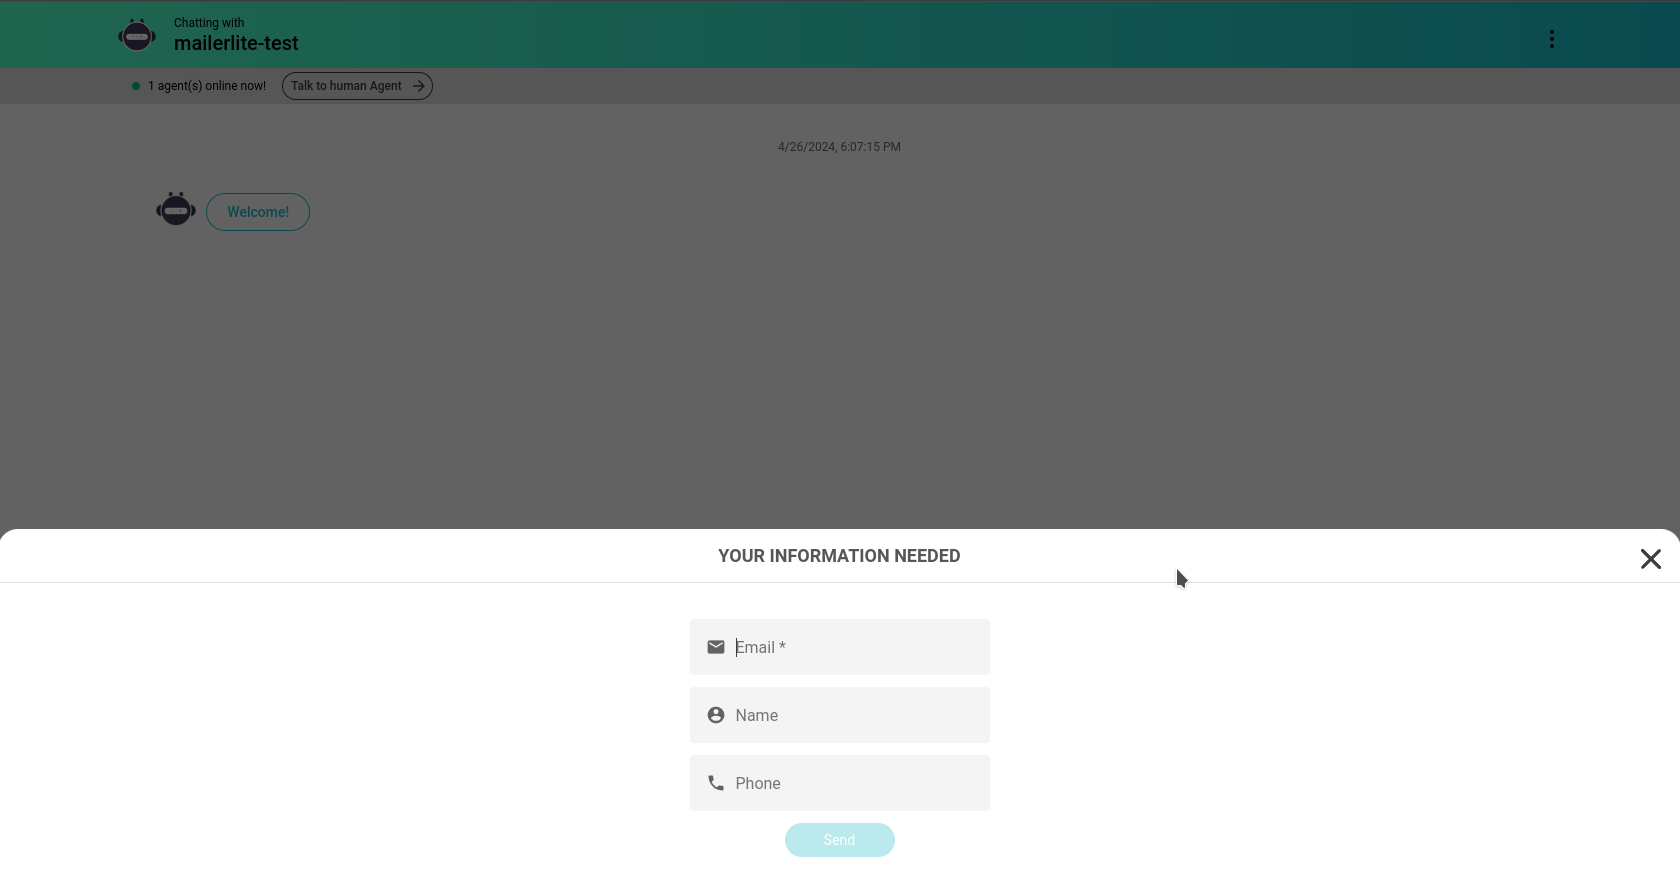 Chatting with
mailerlite-test
1 agent(s) online now! Talk to human Agent
4/26/2024, 6:07:15 PM
Welcome!
YOUR INFORMATION NEEDED
Email *
Name
Phone
Send